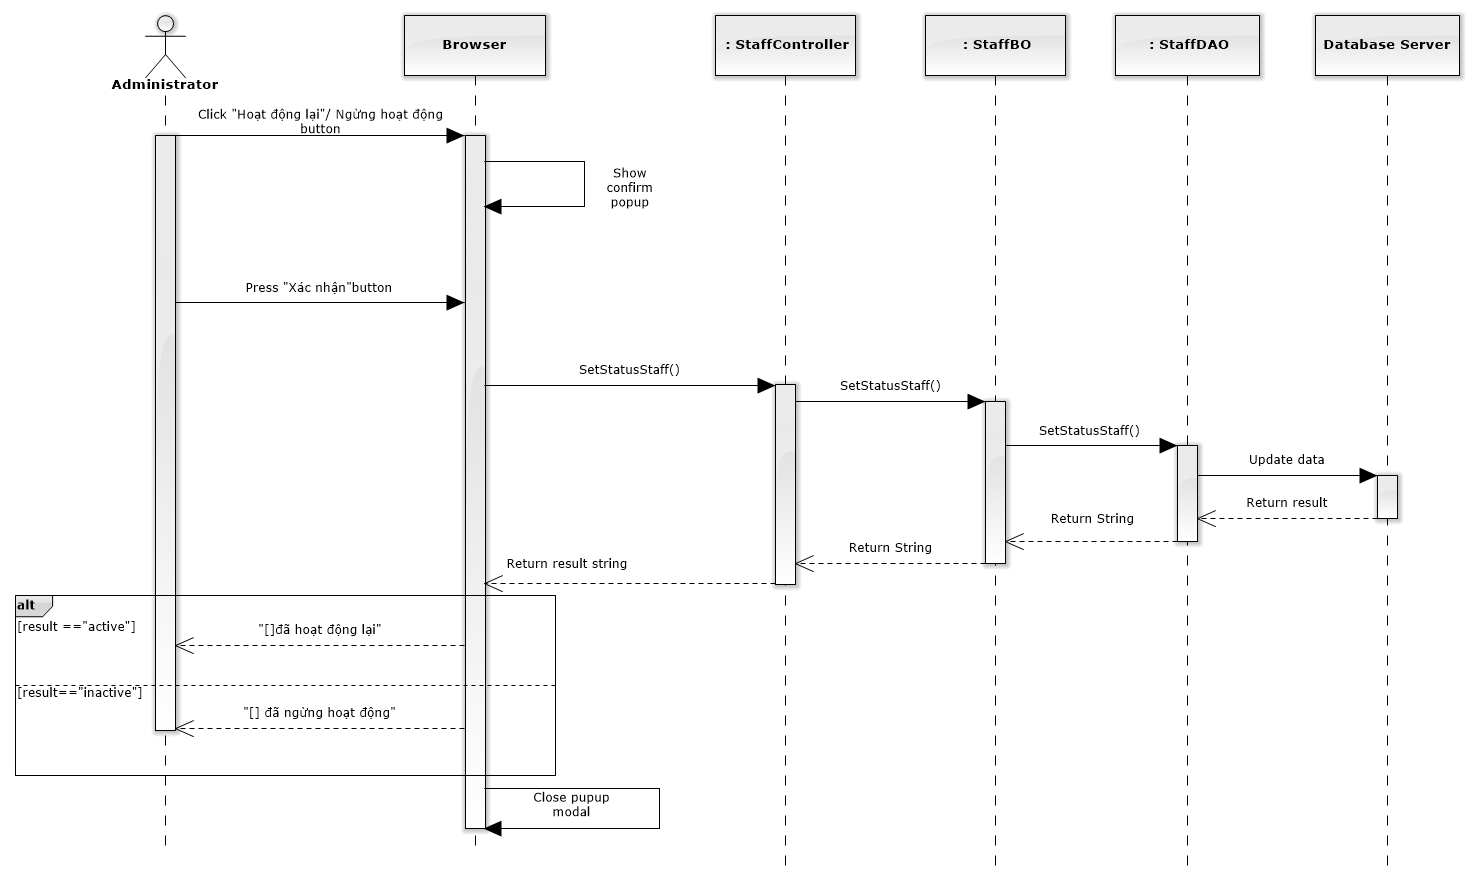 Administrator
Browser
: StaffController
: StaffBO
: StaffDAO
Database Server
Click "Hoạt động lại"/ Ngừng hoạt động
button
Show
confirm
popup
Press "Xác nhận"button
SetStatusStaff()
SetStatusStaff()
SetStatusStaff()
Update data
Return result
Return String
Return String
Return result string
alt
[result =="active"]
"[]đã hoạt động lại"
[result=="inactive"]
"[] đã ngừng hoạt động"
Close pupup
modal